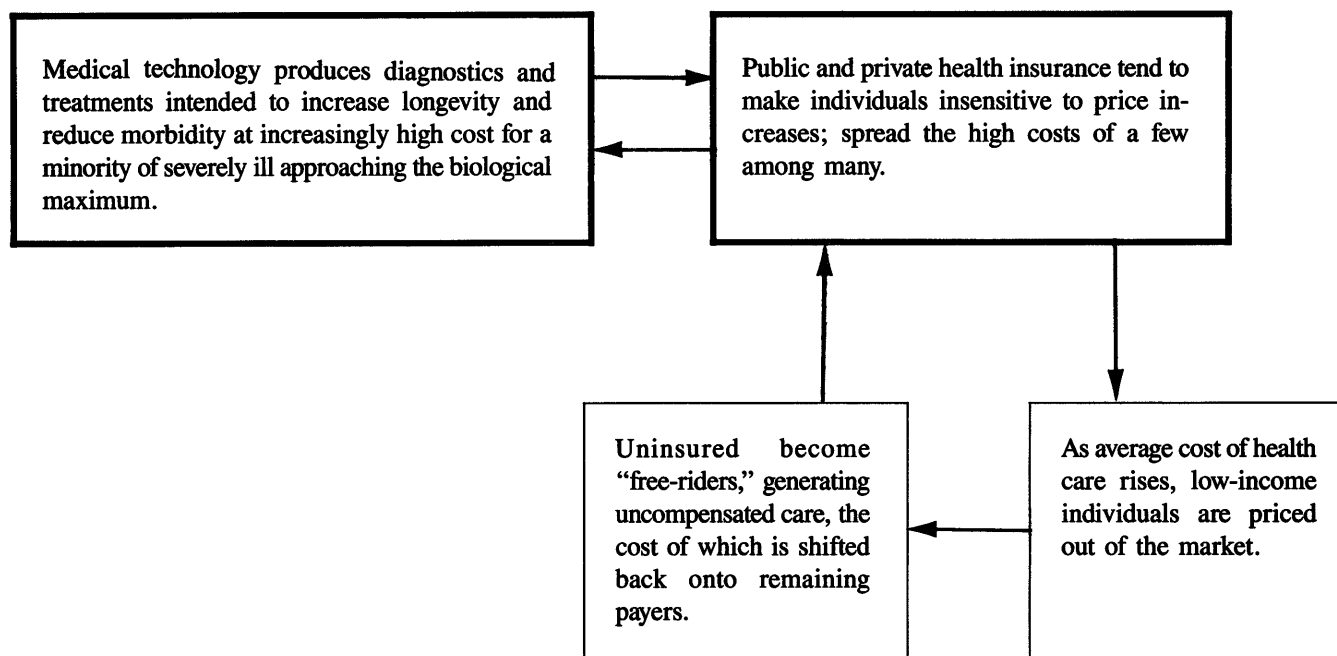 Medical technology produces diagnostics and
treatments intended to increase longevity and
reduce morbidity at increasingly high cost for a
minority of severely ill approaching the biological
maximum.
Public and private health insurance tend to
make individuals insensitive to price in-
creases; spread the high costs of a few
among many.
Uninsured become
“free-riders,” generating
uncompensated care, the
cost of which is shifted
back onto remaining
payers.
As average cost of health
care rises, low-income
individuals are priced
out of the market.